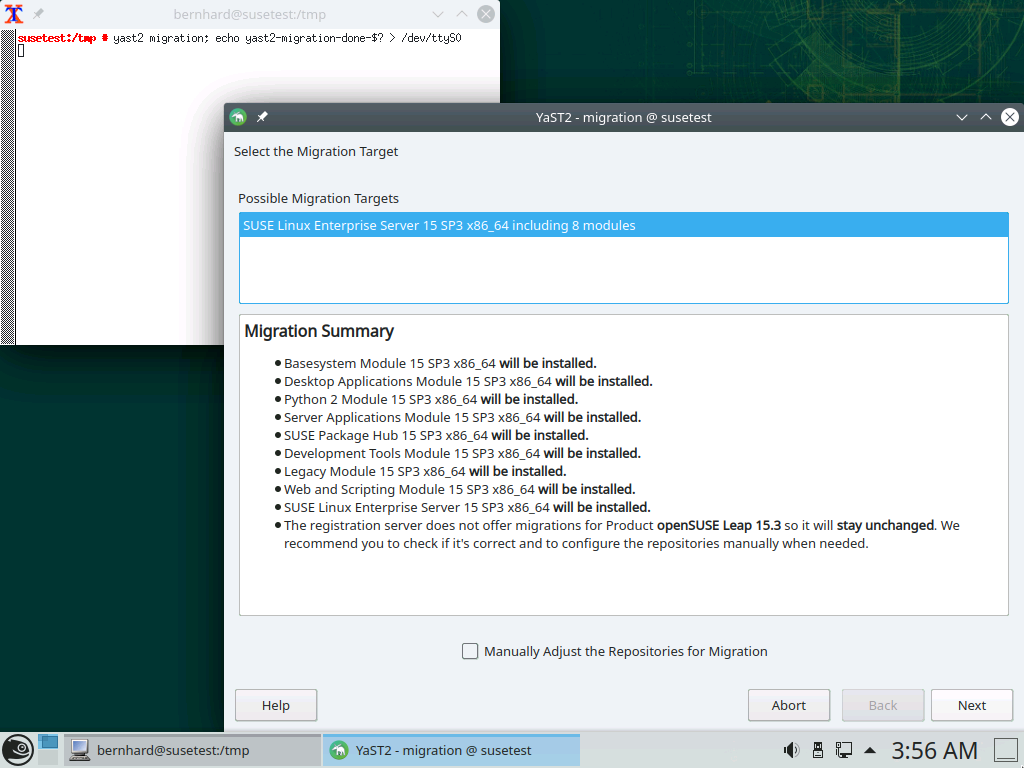 bernhard@susetest:/tmp
susetest:/tmp # yast2 migration; echo yast2-migration-done-$? > /dev/ttyS0
YaST2 - migration @ susetest
Select the Migration Target
Possible Migration Targets
SUSE Linux Enterprise Server 15 SP3 x86_64 including 8 modules
Migration Summary
Basesystem Module 15 SP3 x86_64 will be installed.
Desktop Applications Module 15 SP3 x86_64 will be installed.
Python 2 Module 15 SP3 x86_64 will be installed.
Server Applications Module 15 SP3 x86_64 will be installed.
SUSE Package Hub 15 SP3 x86_64 will be installed.
Development Tools Module 15 SP3 x86_64 will be installed.
Legacy Module 15 SP3 x86_64 will be installed.
Web and Scripting Module 15 SP3 x86_64 will be installed.
SUSE Linux Enterprise Server 15 SP3 x86_64 will be installed.
The registration server does not offer migrations for Product openSUSE Leap 15.3 so it will stay unchanged. We
recommend you to check if it's correct and to configure the repositories manually when needed.
Manually Adjust the Repositories for Migration
Help
Abort
Back
Next
bernhard@susetest:/tmp
YaST2 - migration @ susetest
3:56 AM